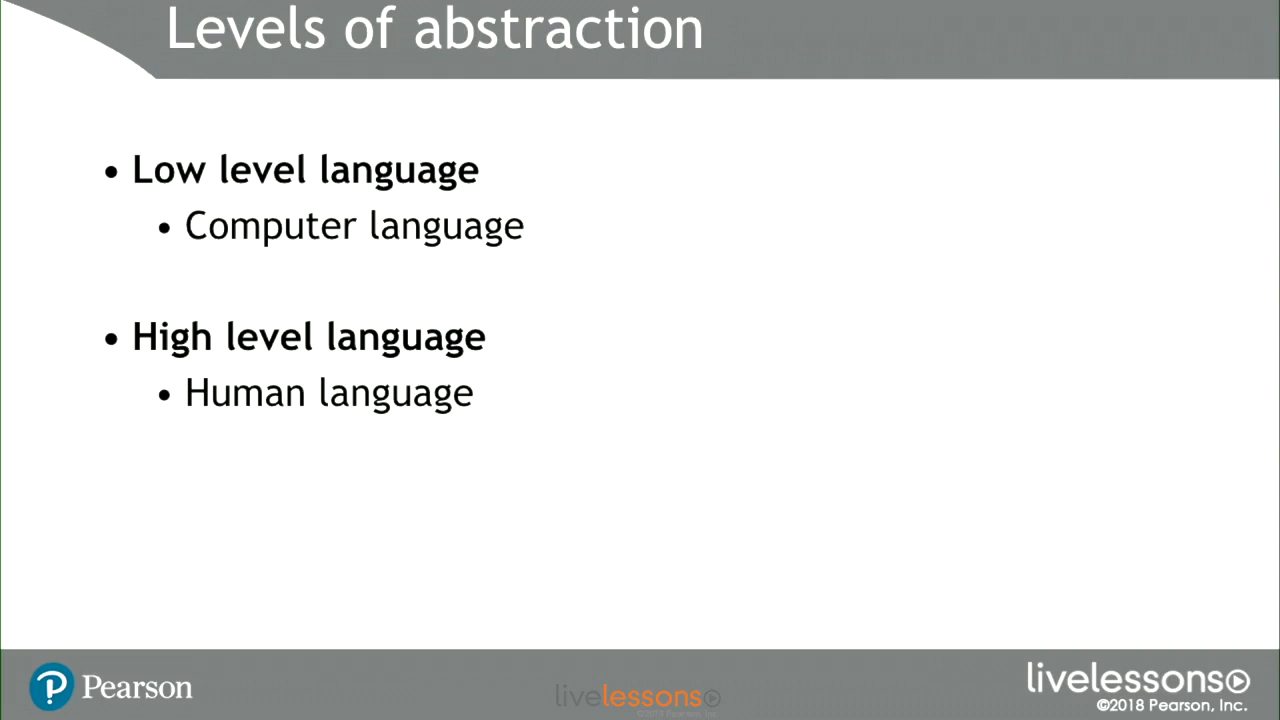 Levels of abstraction
• Low level language
• Computer language
• High level language
• Human language
Pearson
livelessons
livelessons
©2018 Pearson, Inc.